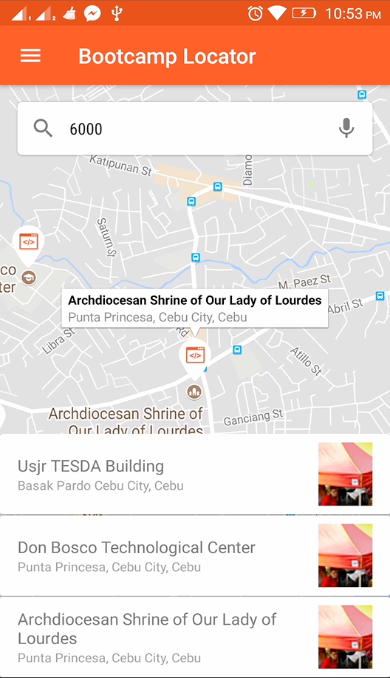 1 2 10:53 PM
Bootcamp Locator
6000
Katipunan St
Diamo
Saturn St
</>
co
ter
M. Paez St
Archdiocesan Shrine of Our Lady of Lourdes
Punta Princesa, Cebu City, Cebu
Abril St
Rd
Libra St
</>
Atillo St
Archdiocesan Shrine of
Our Lady of Lourdes
Ganciang St
Usjr TESDA Building
Basak Pardo Cebu City, Cebu
Don Bosco Technological Center
Punta Princesa, Cebu City, Cebu
Archdiocesan Shrine of Our Lady of
Lourdes
Punta Princesa, Cebu City, Cebu